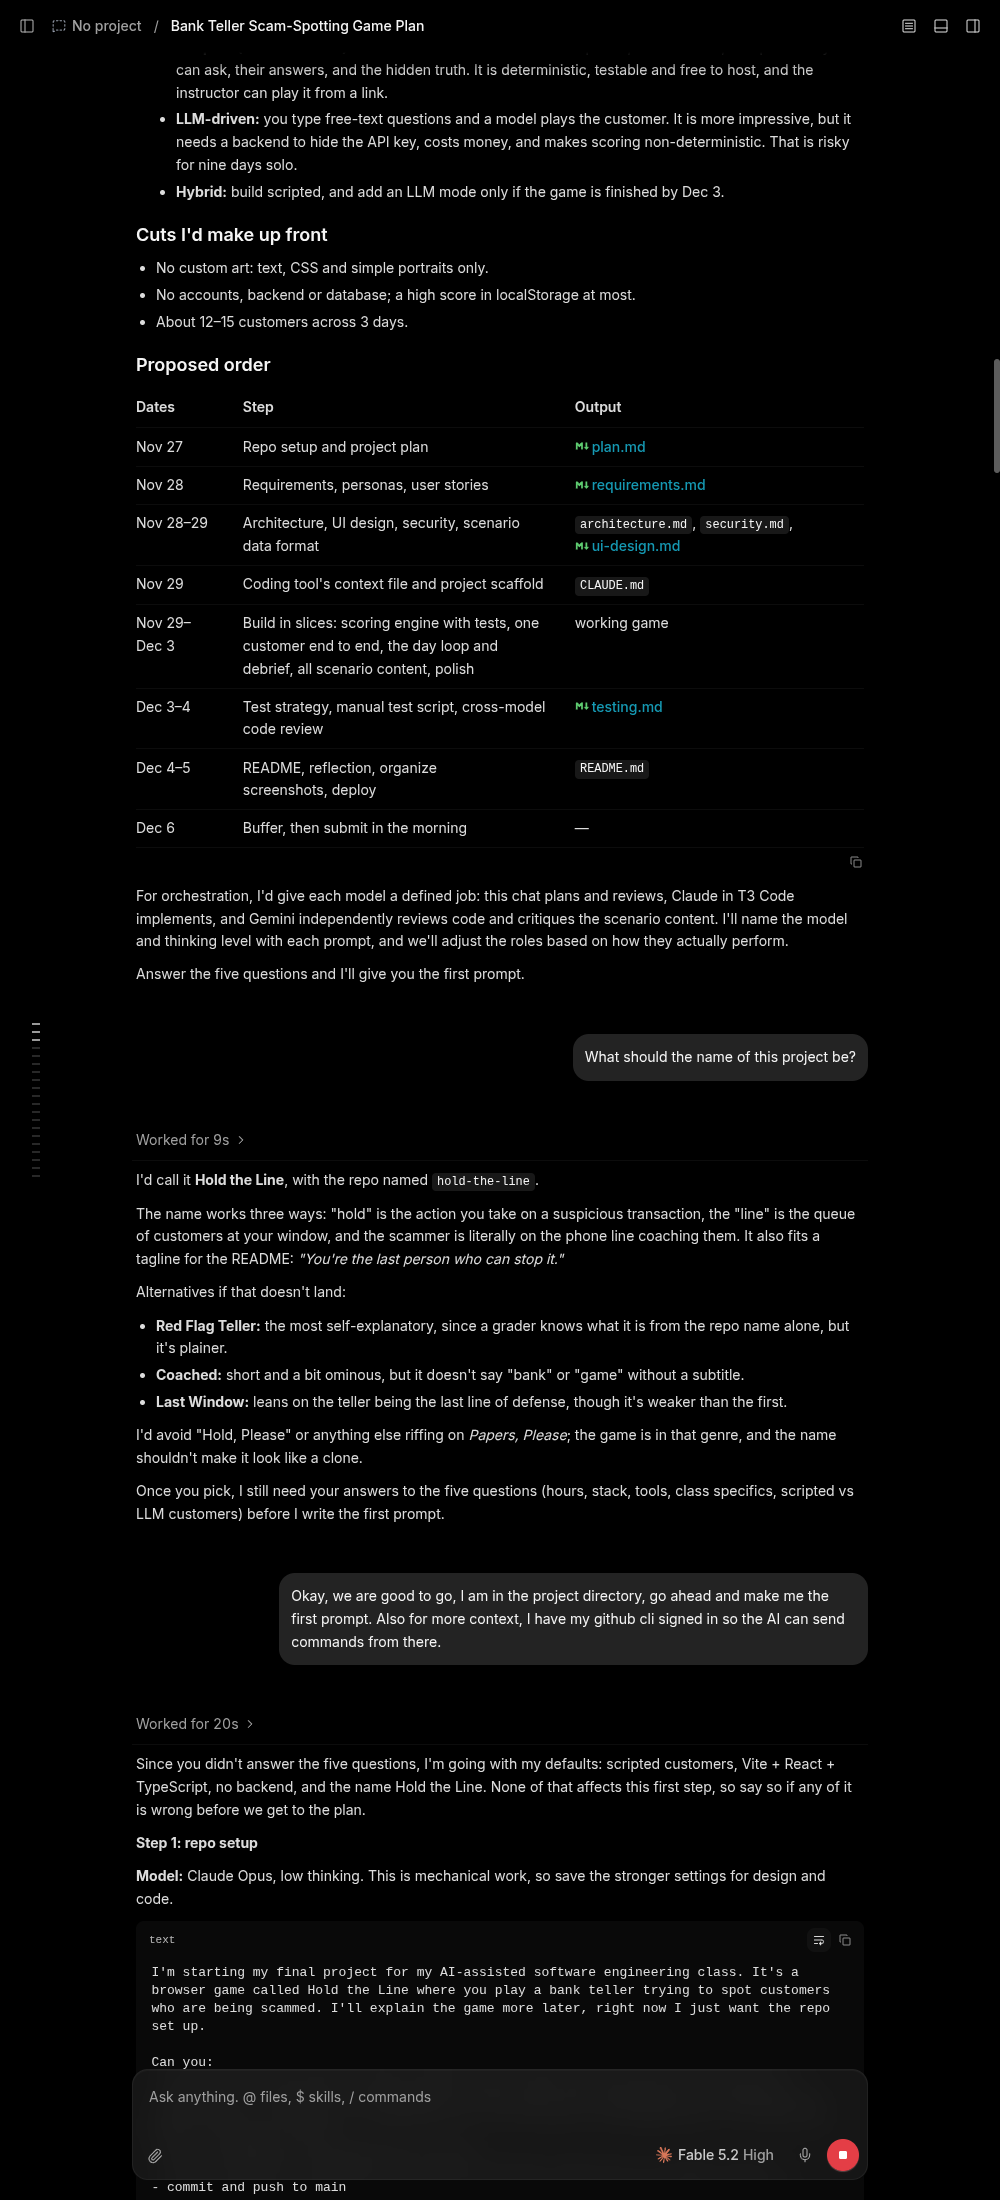 No project / Bank Teller Scam-Spotting Game Plan
can ask, their answers, and the hidden truth. It is deterministic, testable and free to host, and the
instructor can play it from a link.
• LLM-driven: you type free-text questions and a model plays the customer. It is more impressive, but it
needs a backend to hide the API key, costs money, and makes scoring non-deterministic. That is risky
for nine days solo.
• Hybrid: build scripted, and add an LLM mode only if the game is finished by Dec 3.
Cuts I'd make up front
• No custom art: text, CSS and simple portraits only.
• No accounts, backend or database; a high score in localStorage at most.
• About 12–15 customers across 3 days.
Proposed order
Dates Step Output
Nov 27 Repo setup and project plan plan.md
Nov 28 Requirements, personas, user stories requirements.md
Nov 28–29 Architecture, UI design, security, scenario architecture.md, security.md,
data format ui-design.md
Nov 29 Coding tool's context file and project scaffold CLAUDE.md
Nov 29– Build in slices: scoring engine with tests, one working game
Dec 3 customer end to end, the day loop and
debrief, all scenario content, polish
Dec 3–4 Test strategy, manual test script, cross-model testing.md
code review
Dec 4–5 README, reflection, organize README.md
screenshots, deploy
Dec 6 Buffer, then submit in the morning —
For orchestration, I'd give each model a defined job: this chat plans and reviews, Claude in T3 Code
implements, and Gemini independently reviews code and critiques the scenario content. I'll name the model
and thinking level with each prompt, and we'll adjust the roles based on how they actually perform.
Answer the five questions and I'll give you the first prompt.
What should the name of this project be?
Worked for 9s
I'd call it Hold the Line, with the repo named hold-the-line.
The name works three ways: "hold" is the action you take on a suspicious transaction, the "line" is the queue
of customers at your window, and the scammer is literally on the phone line coaching them. It also fits a
tagline for the README: "You're the last person who can stop it."
Alternatives if that doesn't land:
• Red Flag Teller: the most self-explanatory, since a grader knows what it is from the repo name alone, but
it's plainer.
• Coached: short and a bit ominous, but it doesn't say "bank" or "game" without a subtitle.
• Last Window: leans on the teller being the last line of defense, though it's weaker than the first.
I'd avoid "Hold, Please" or anything else riffing on Papers, Please; the game is in that genre, and the name
shouldn't make it look like a clone.
Once you pick, I still need your answers to the five questions (hours, stack, tools, class specifics, scripted vs
LLM customers) before I write the first prompt.
Okay, we are good to go, I am in the project directory, go ahead and make me the
first prompt. Also for more context, I have my github cli signed in so the AI can send
commands from there.
Worked for 20s
Since you didn't answer the five questions, I'm going with my defaults: scripted customers, Vite + React +
TypeScript, no backend, and the name Hold the Line. None of that affects this first step, so say so if any of it
is wrong before we get to the plan.
Step 1: repo setup
Model: Claude Opus, low thinking. This is mechanical work, so save the stronger settings for design and
code.
text
I'm starting my final project for my AI-assisted software engineering class. It's a
browser game called Hold the Line where you play a bank teller trying to spot customers
who are being scammed. I'll explain the game more later, right now I just want the repo
set up.
Can you:
Ask anything. @ files, $ skills, / commands
Fable 5.2 High
- commit and push to main